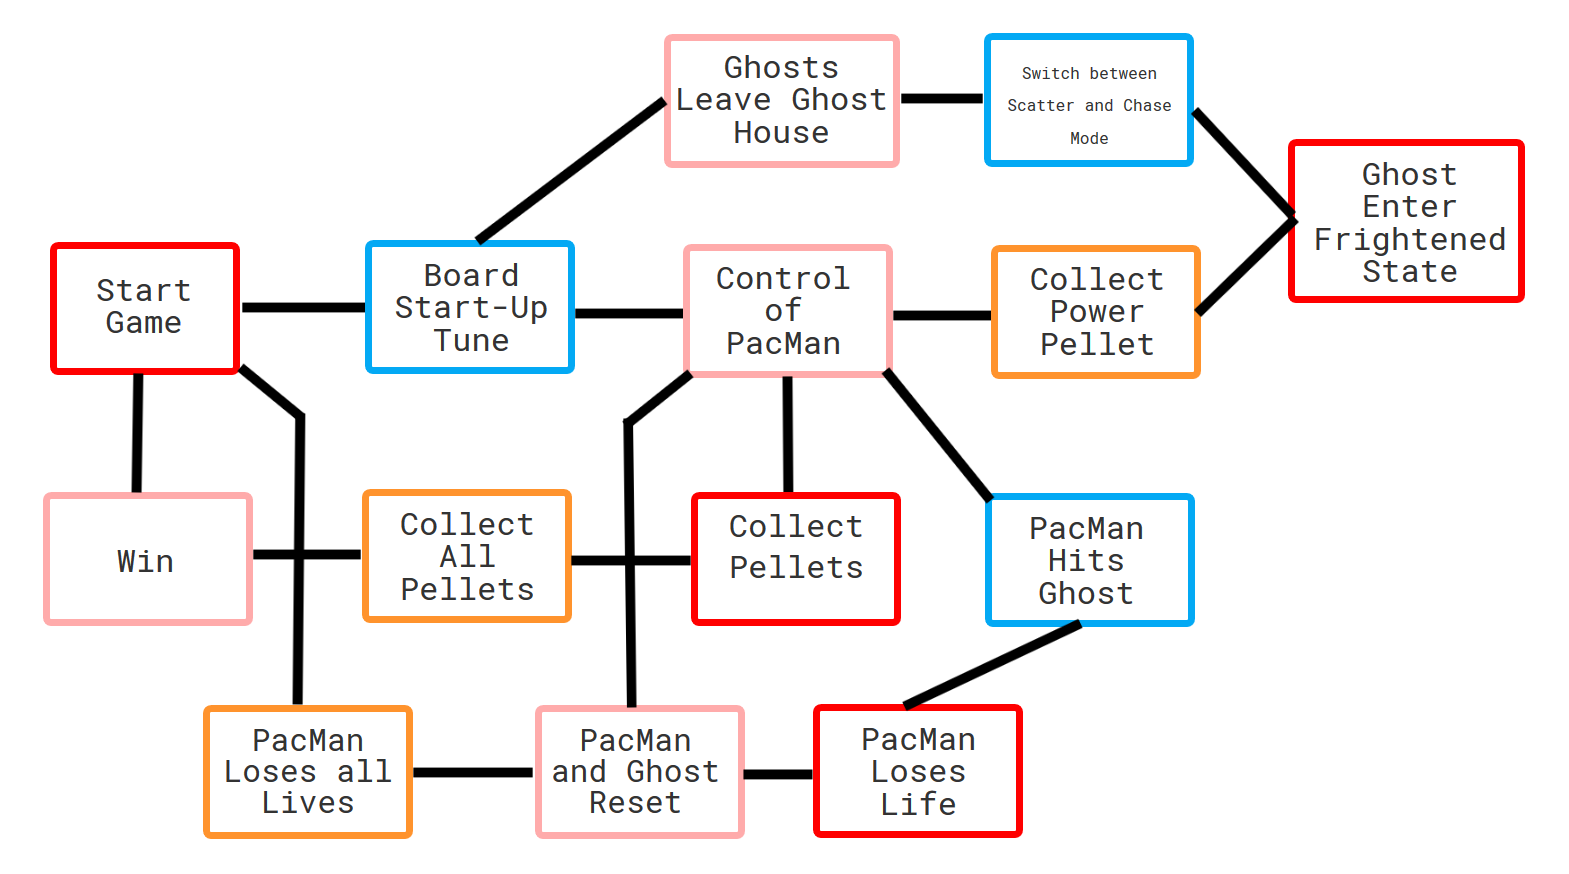 Ghosts
Leave Ghost
House
Switch between
Scatter and Chase
Mode
Ghost
Enter
Frightened
State
Start
Game
Board
Start-Up
Tune
Control
of
PacMan
Collect
Power
Pellet
Win
Collect
All
Pellets
Collect
Pellets
PacMan
Hits
Ghost
PacMan
Loses all
Lives
PacMan
and Ghost
Reset
PacMan
Loses
Life